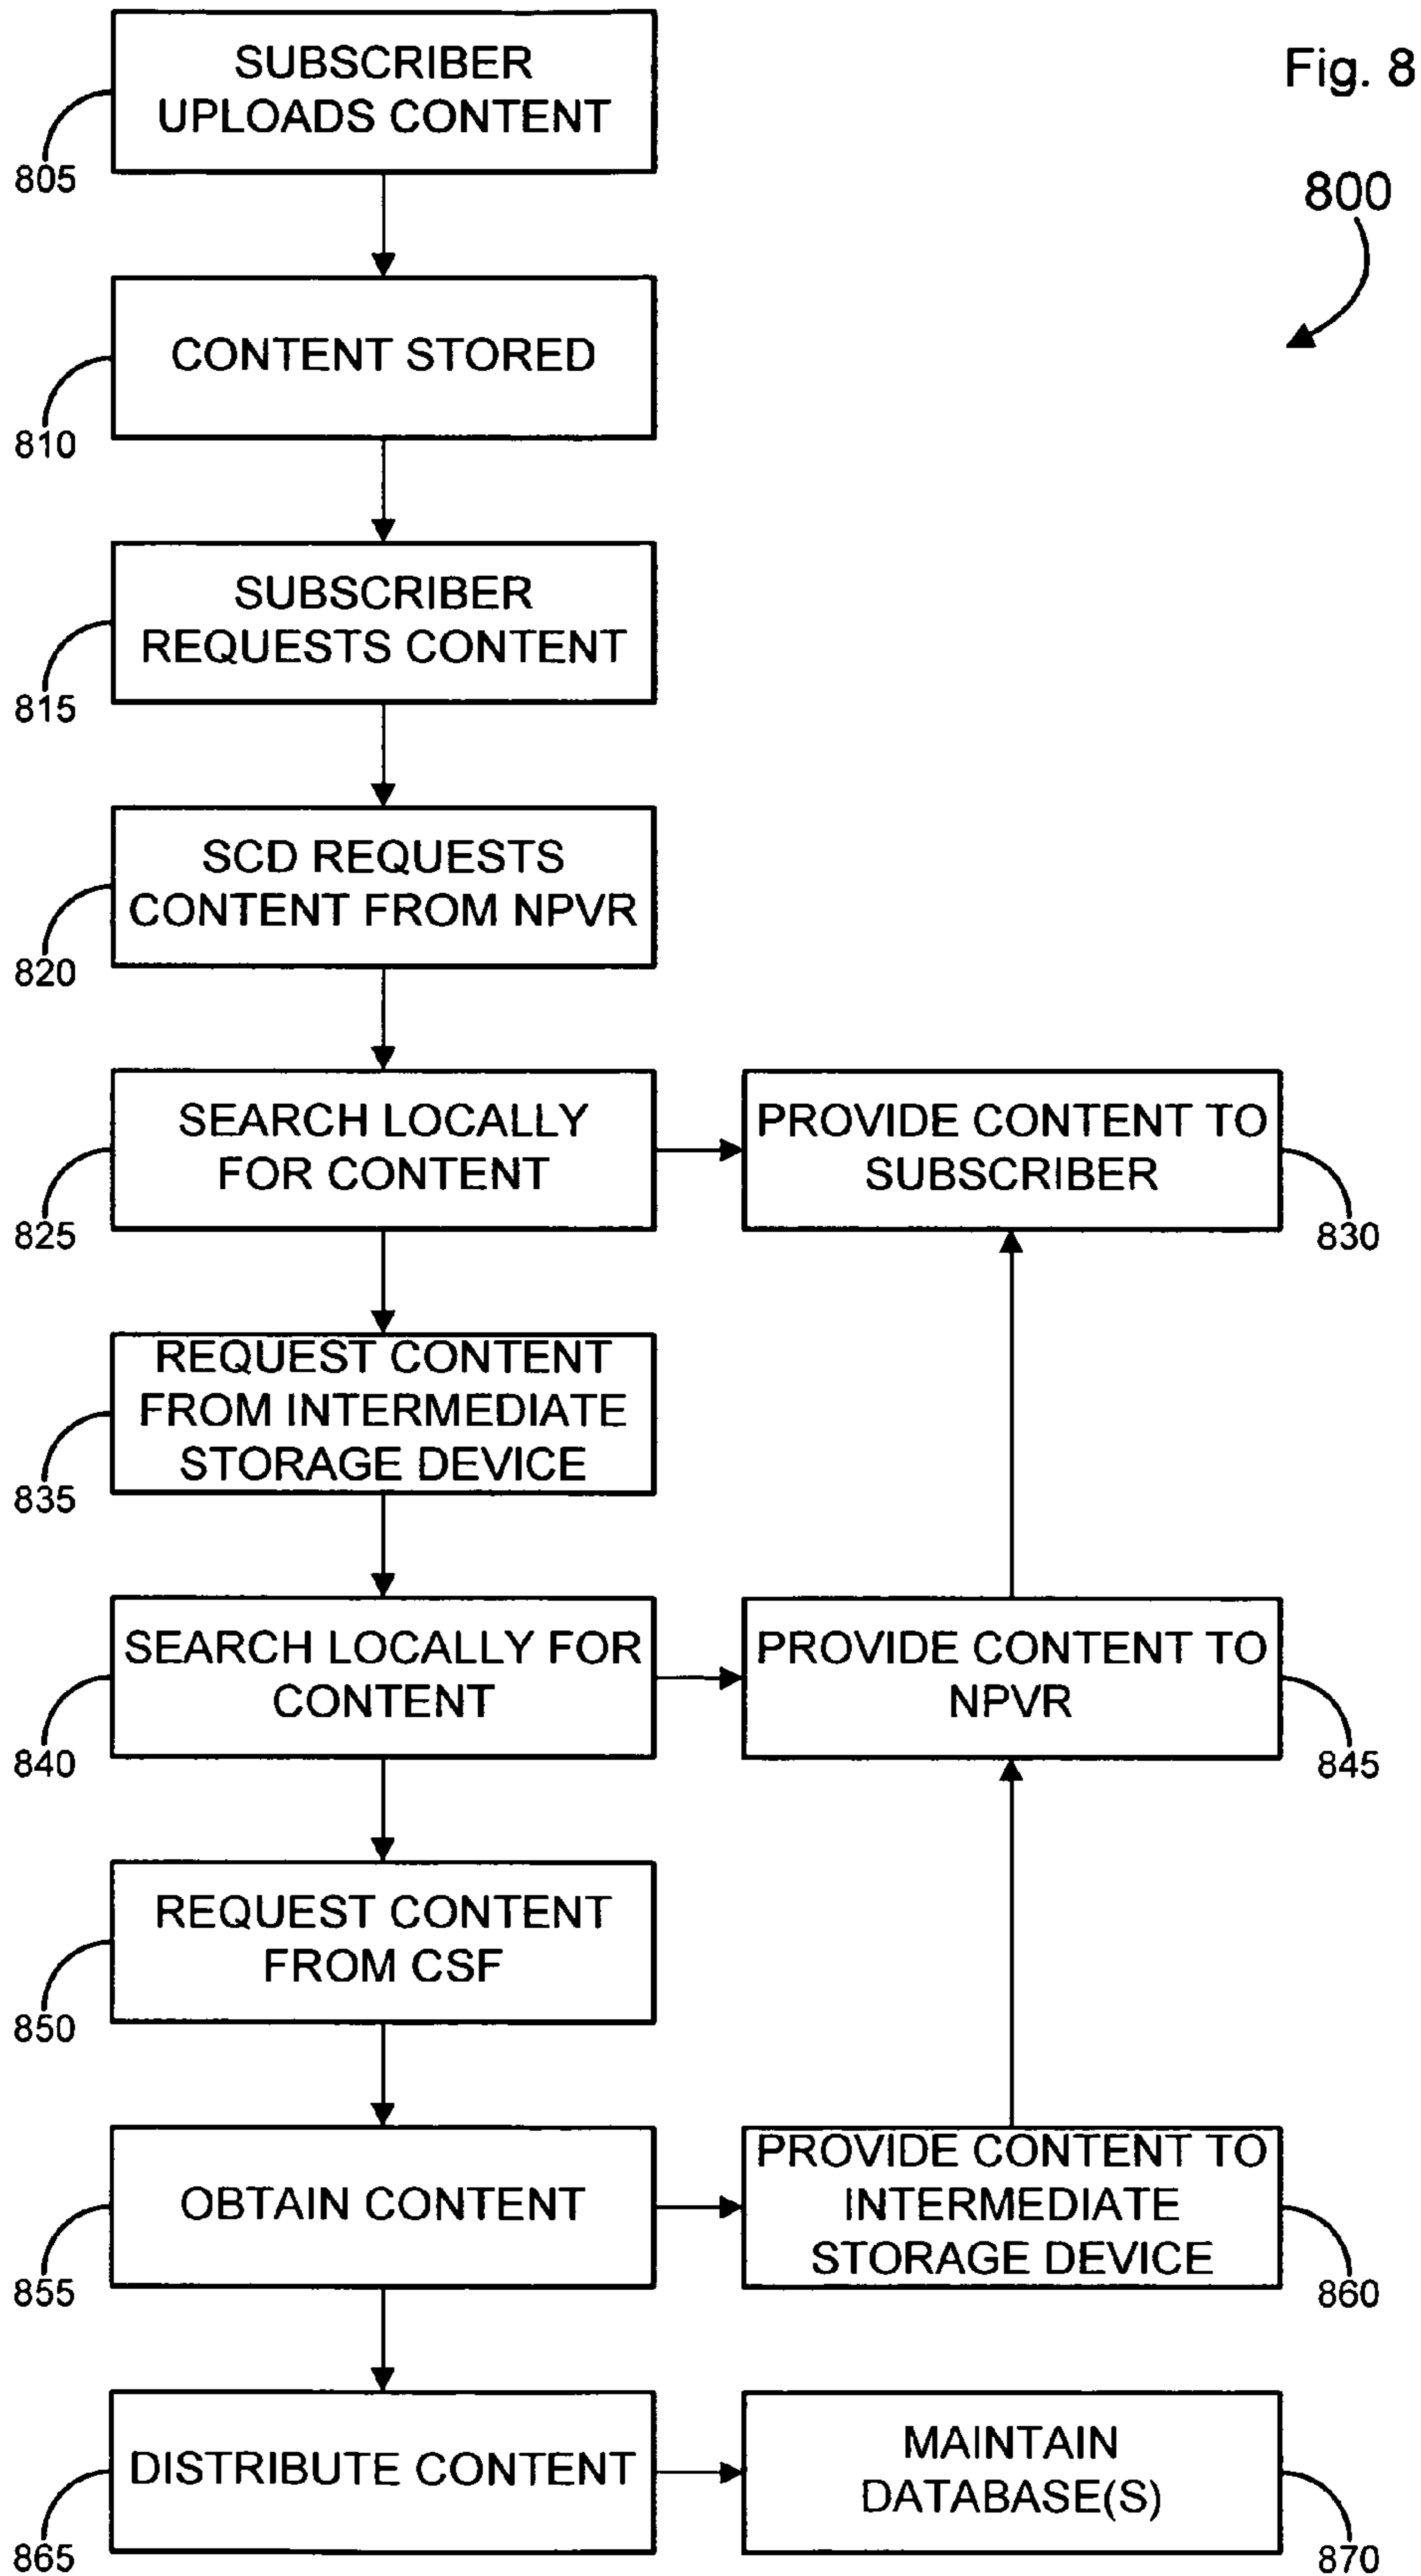 Fig. 8
800
SUBSCRIBER
UPLOADS CONTENT
805
CONTENT STORED
810
SUBSCRIBER
REQUESTS CONTENT
815
SCD REQUESTS
CONTENT FROM NPVR
820
SEARCH LOCALLY
FOR CONTENT
825
PROVIDE CONTENT TO
SUBSCRIBER
830
REQUEST CONTENT
FROM INTERMEDIATE
STORAGE DEVICE
835
SEARCH LOCALLY FOR
CONTENT
840
PROVIDE CONTENT TO
NPVR
845
REQUEST CONTENT
FROM CSF
850
OBTAIN CONTENT
855
PROVIDE CONTENT TO
INTERMEDIATE
STORAGE DEVICE
860
DISTRIBUTE CONTENT
865
MAINTAIN
DATABASE(S)
870